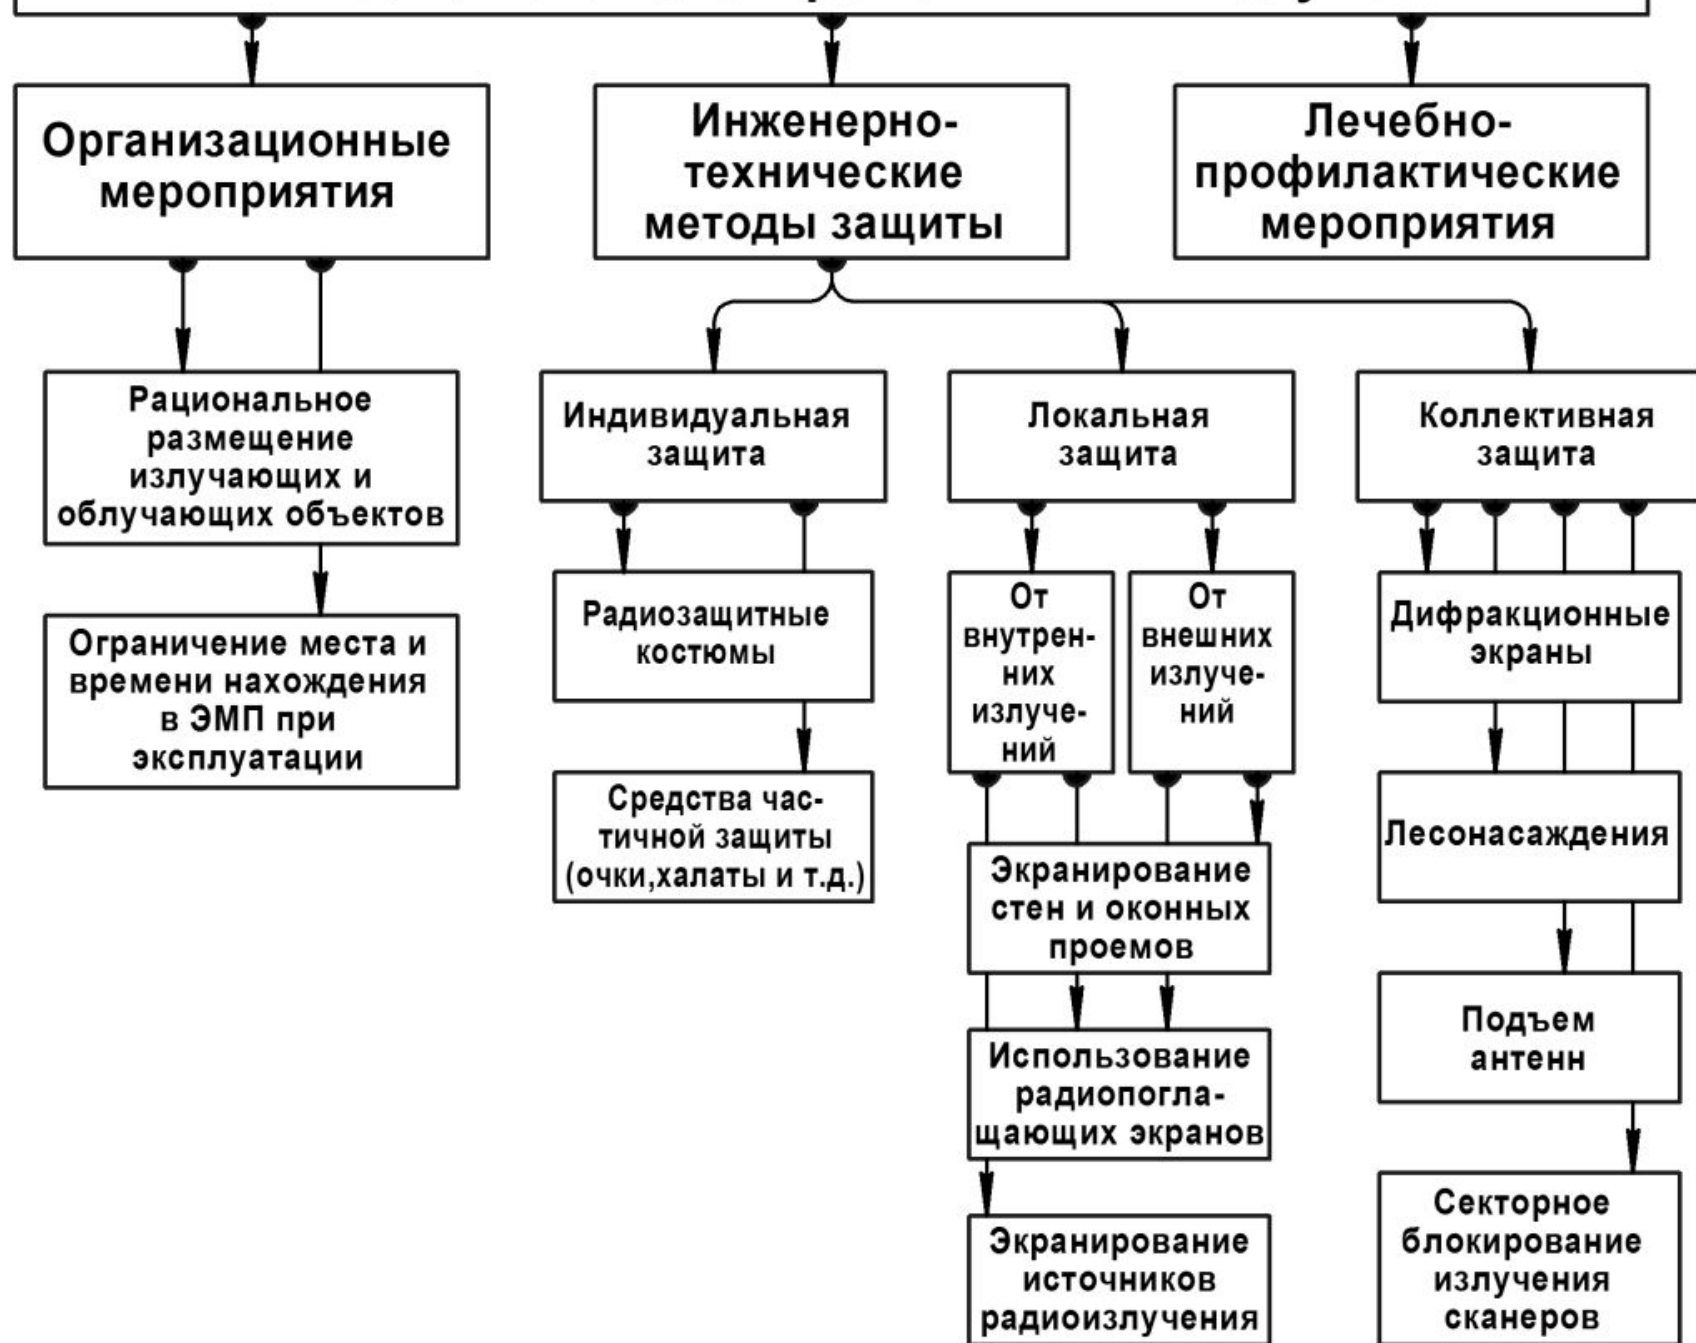 Организационные
мероприятия
Инженерно-
технические
методы защиты
Лечебно-
профилактические
мероприятия
Рациональное
размещение
излучающих и
облучающих объектов
Ограничение места и
времени нахождения
в ЭМП при
эксплуатации
Индивидуальная
защита
Радиозащитные
костюмы
Средства час-
тичной защиты
(очки,халаты и т.д.)
Локальная
защита
От
внутрен-
них
излуче-
ний
От
внешних
излуче-
ний
Экранирование
стен и оконных
проемов
Использование
радиопогла-
щающих экранов
Экранирование
источников
радиоизлучения
Коллективная
защита
Дифракционные
экраны
Лесонасаждения
Подъем
антенн
Секторное
блокирование
излучения
сканеров